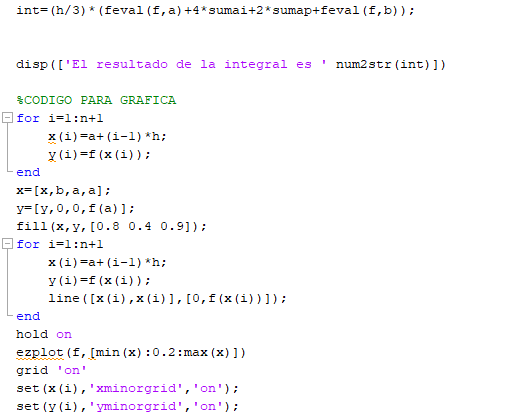 int=(h/3)*(feval(f,a)+4*sumai+2*sumap+feval(f,b));
disp(['El resultado de la integral es ' num2str(int)])
%CODIGO PARA GRAFICA
for i=1:n+1
x(i)=a+(i-1)*h;
y(i)=f(x(i));
end
x=[x,b,a,a];
y=[y,0,0,f(a)];
fill(x,y,[0.8 0.4 0.9]);
for i=1:n+1
x(i)=a+(i-1)*h;
y(i)=f(x(i));
line([x(i),x(i)],[0,f(x(i))]);
end
hold on
ezplot(f,[min(x):0.2:max(x)])
grid 'on'
set(x(i),'xminorgrid','on');
set(y(i),'yminorgrid','on');